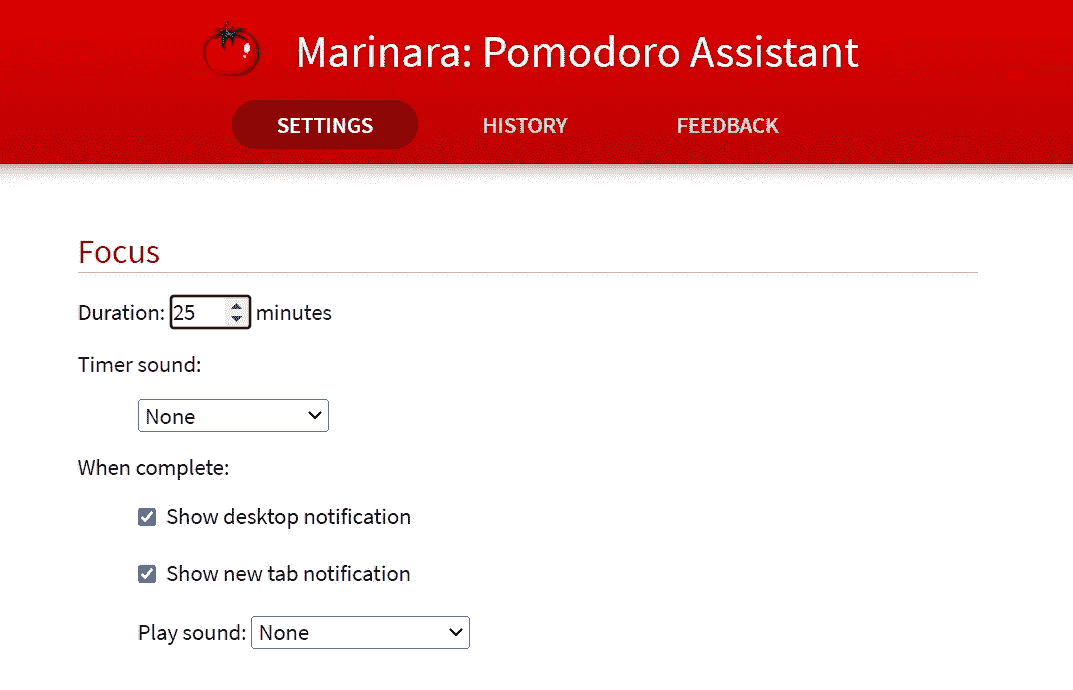 Marinara: Pomodoro Assistant
SETTINGS HISTORY FEEDBACK
Focus
Duration: 25 minutes
Timer sound:
None
When complete:
Show desktop notification
Show new tab notification
Play sound: None